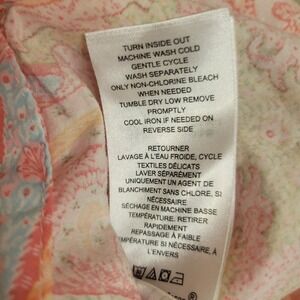 TURN INSIDE OUT
MACHINE WASH COLD
GENTLE CYCLE
WASH SEPARATELY
ONLY NON-CHLORINE BLEACH
WHEN NEEDED
TUMBLE DRY LOW REMOVE
PROMPTLY
COOL IRON IF NEEDED ON
REVERSE SIDE
RETOURNER
LAVAGE À L'EAU FROIDE, CYCLE
TEXTILES DÉLICATS
LAVER SÉPARÉMENT
UNIQUEMENT UN AGENT DE
BLANCHIMENT SANS CHLORE, SI
NÉCESSAIRE
SÉCHAGE EN MACHINE BASSE
TEMPÉRATURE. RETIRER
RAPIDEMENT
REPASSAGE À FAIBLE
TEMPÉRATURE SI NÉCESSAIRE, À
L'ENVERS